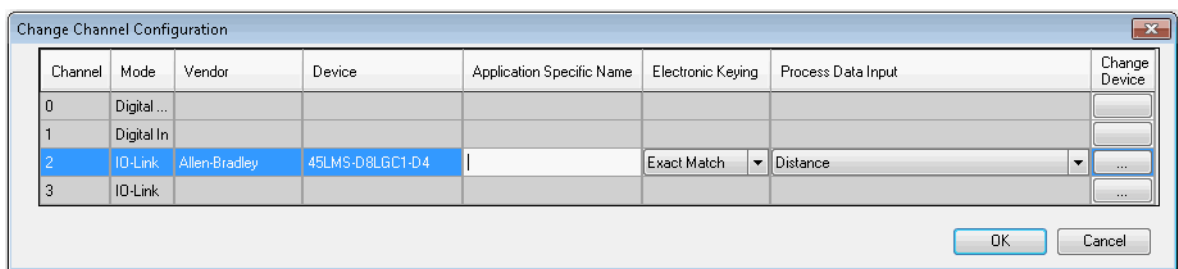 Change Channel Configuration
Channel Mode Vendor Device Application Specific Name Electronic Keying Process Data Input Change Device
0 Digital ...
1 Digital In
2 IO-Link Allen-Bradley 45LMS-D8LGC1-D4 Exact Match Distance ...
3 IO-Link ...
OK Cancel